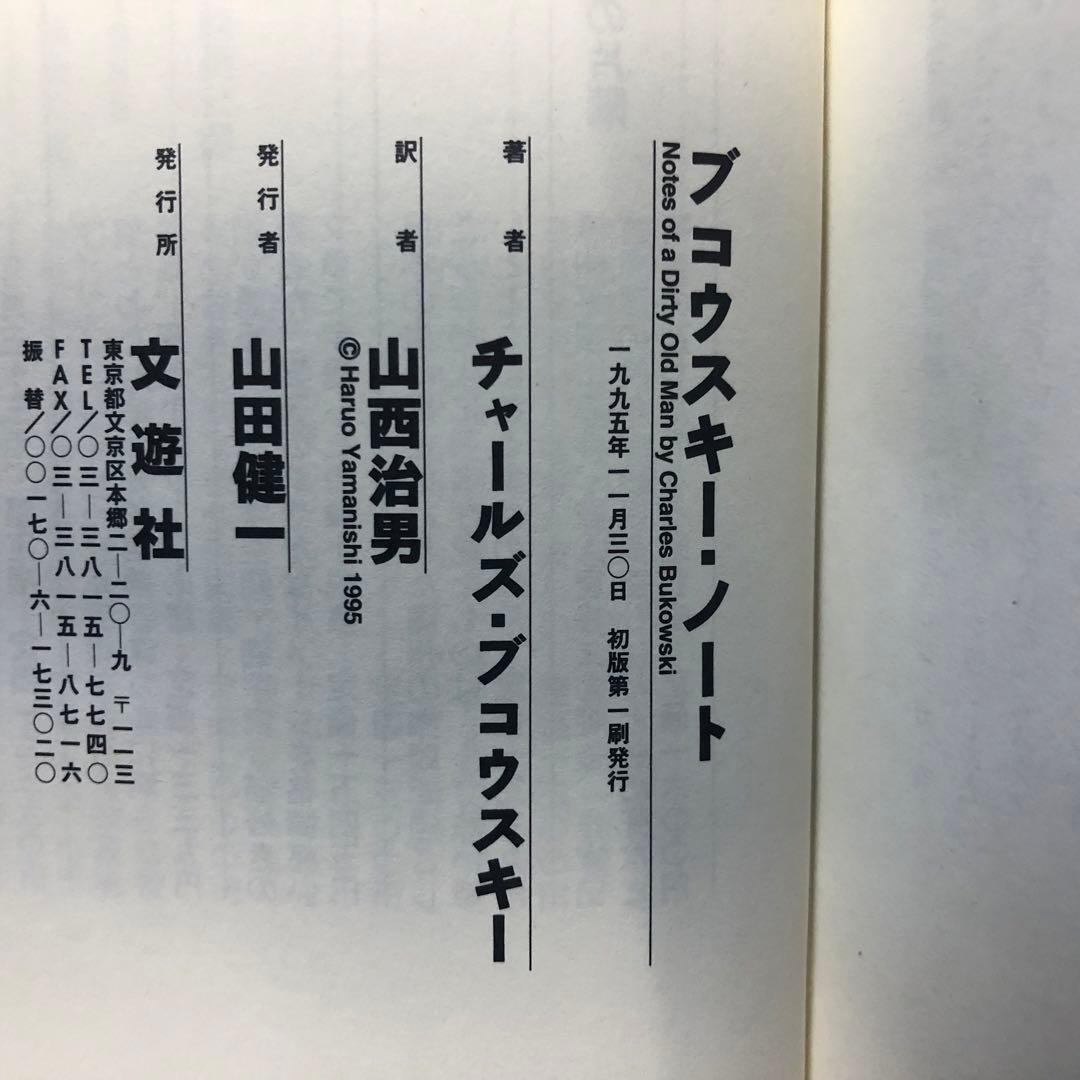 ブコウスキー・ノート
Notes of a Dirty Old Man by Charles Bukowski
一九九五年一一月三〇日　初版第一刷発行
著者　チャールズ・ブコウスキー
訳者　山西治男
© Haruo Yamanishi 1995
発行者　山田健一
発行所　文遊社
東京都文京区本郷二―二〇―九　〒一一三
TEL/〇三―三八一五―七七四〇
FAX/〇三―三八一五―八七一六
振替/〇〇一七〇―六―一七三〇二〇